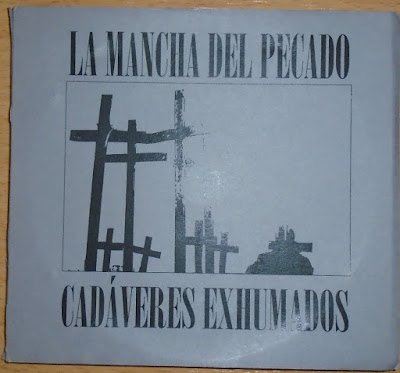 LA MANCHA DEL PECADO
CADÁVERES EXHUMADOS